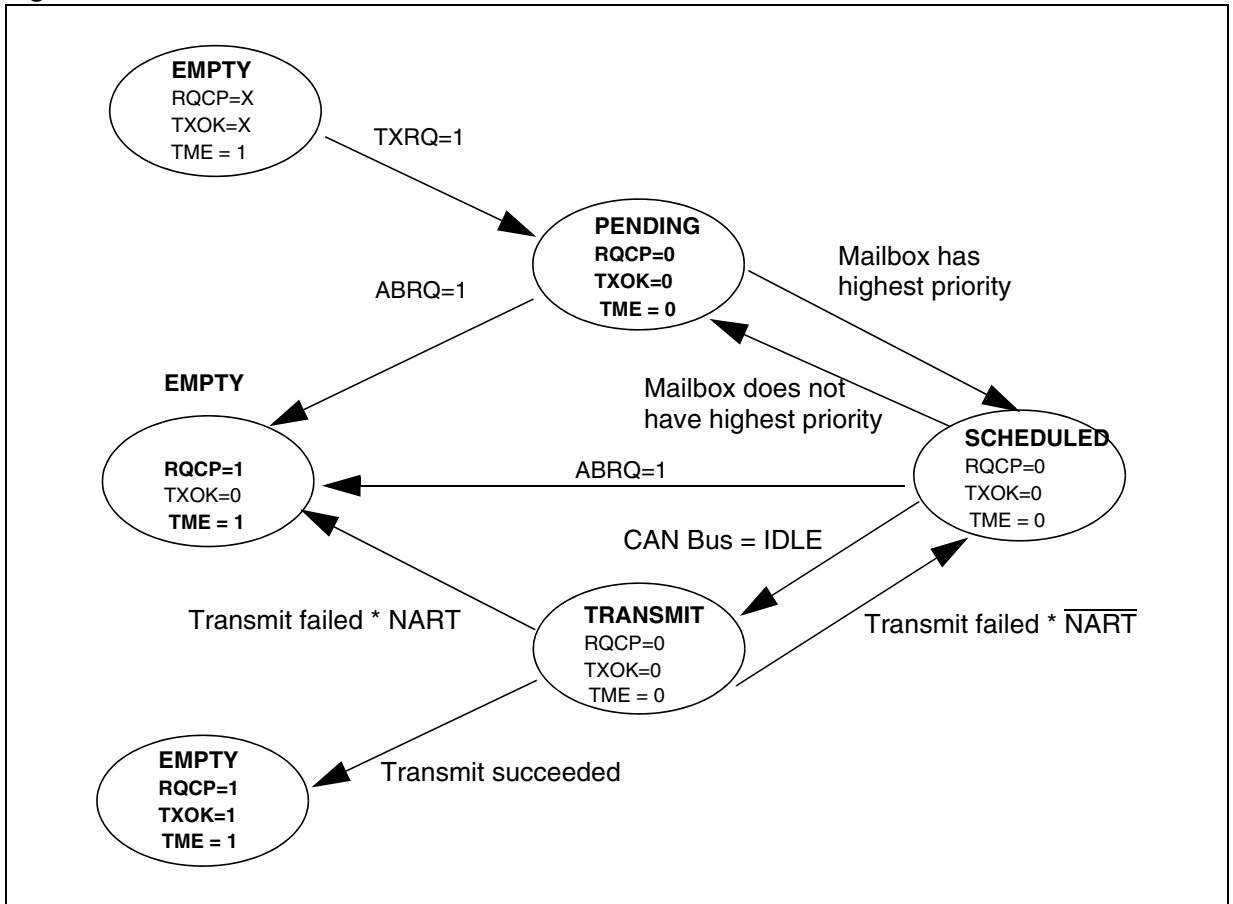 EMPTY
RQCP=X
TXOK=X
TME = 1
TXRQ=1
PENDING
RQCP=0
TXOK=0
TME = 0
Mailbox has
highest priority
ABRQ=1
EMPTY
RQCP=1
TXOK=0
TME = 1
Mailbox does not
have highest priority
SCHEDULED
RQCP=0
TXOK=0
TME = 0
ABRQ=1
CAN Bus = IDLE
Transmit failed * NART
TRANSMIT
RQCP=0
TXOK=0
TME = 0
Transmit failed * N̅A̅R̅T̅
EMPTY
RQCP=1
TXOK=1
TME = 1
Transmit succeeded